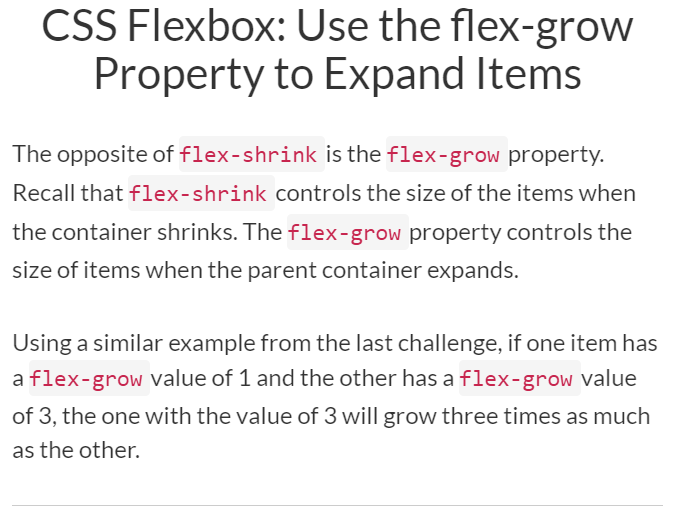 CSS Flexbox: Use the flex-grow
Property to Expand Items
The opposite of flex-shrink is the flex-grow property.
Recall that flex-shrink controls the size of the items when
the container shrinks. The flex-grow property controls the
size of items when the parent container expands.
Using a similar example from the last challenge, if one item has
a flex-grow value of 1 and the other has a flex-grow value
of 3, the one with the value of 3 will grow three times as much
as the other.